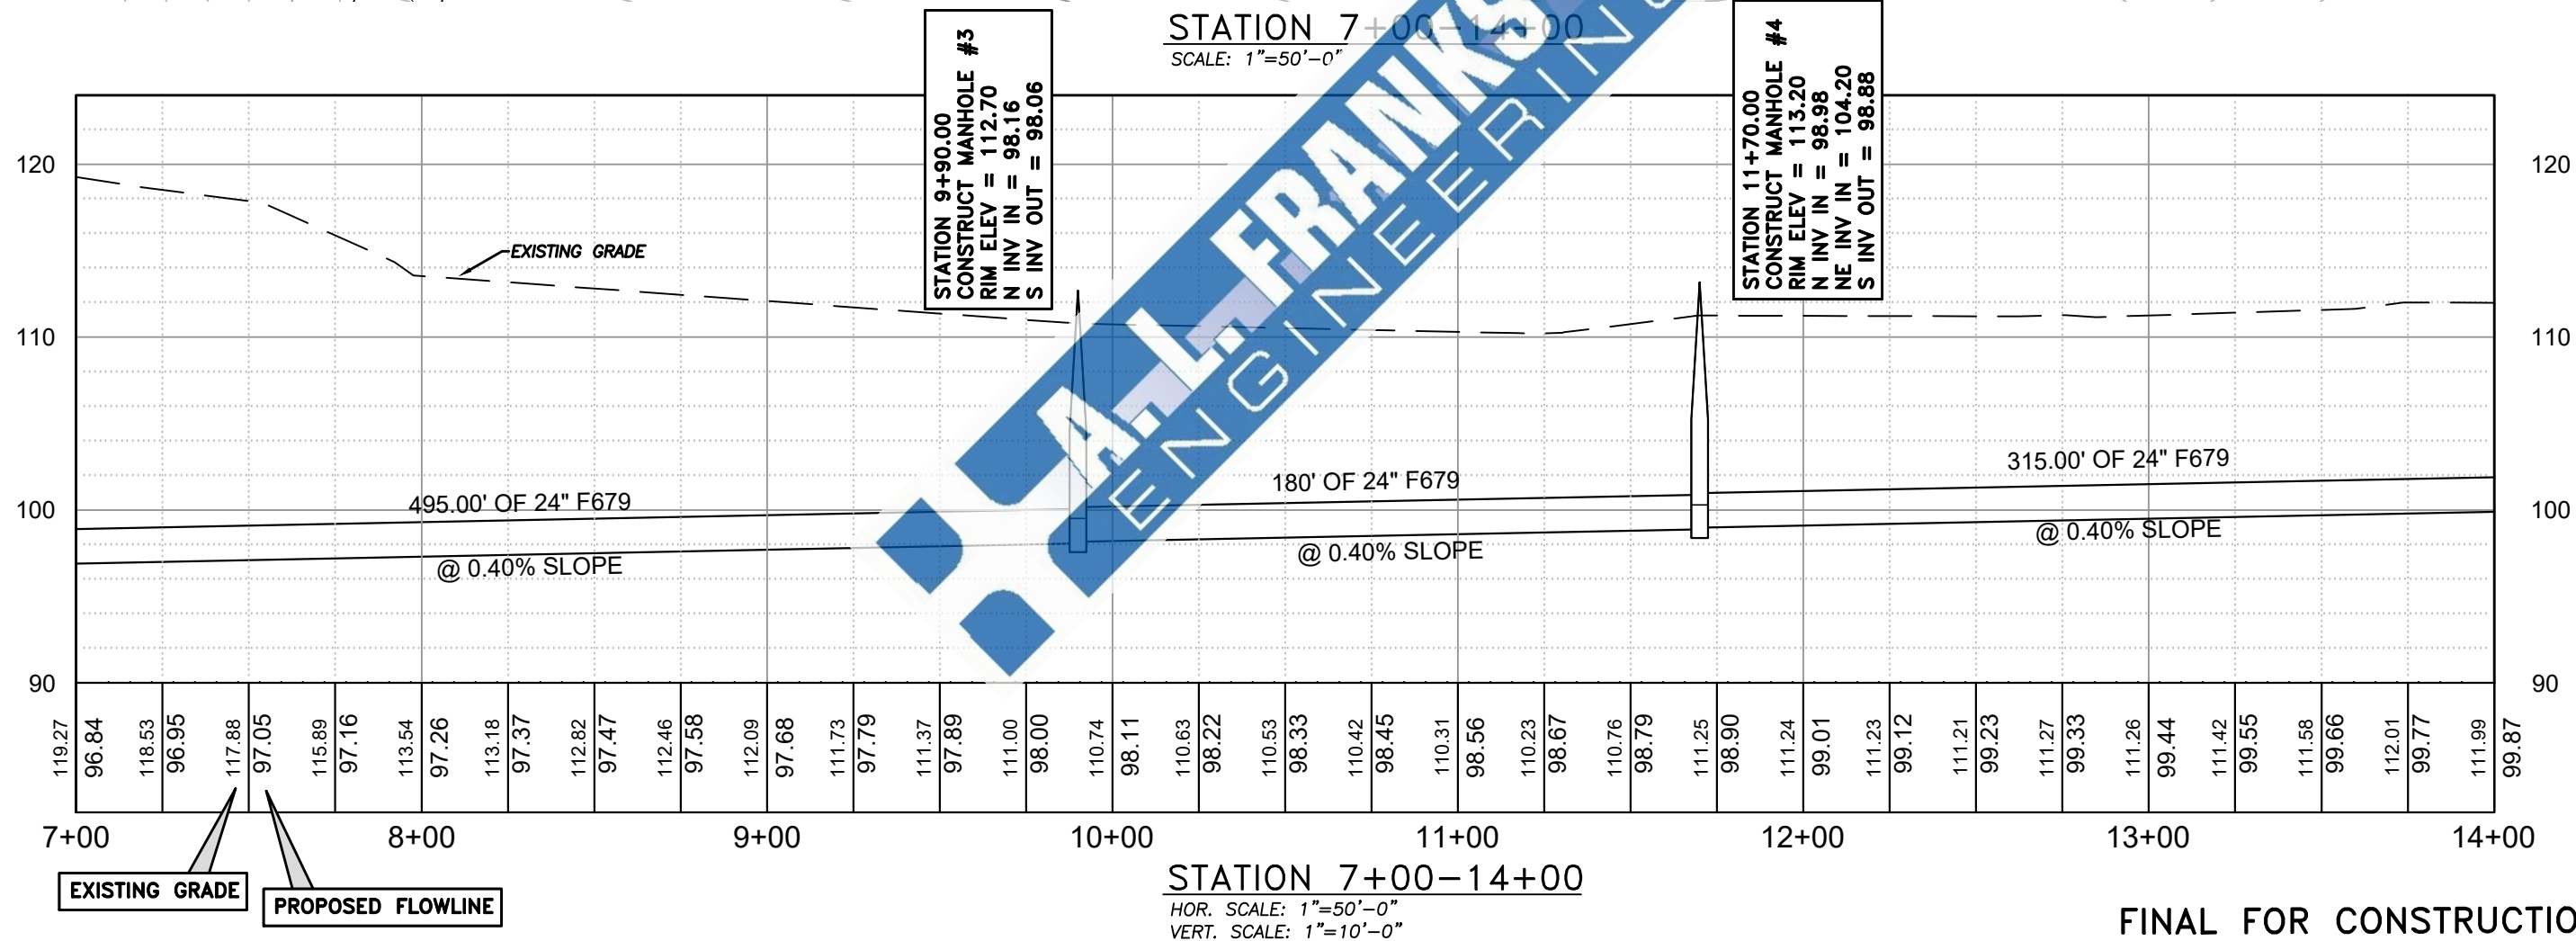 STATION 7+00-14+00
SCALE: 1"=50'-0"
STATION 9+90.00
CONSTRUCT MANHOLE #3
RIM ELEV = 112.70
N INV IN = 98.16
S INV OUT = 98.06
STATION 11+70.00
CONSTRUCT MANHOLE #4
RIM ELEV = 113.20
N INV IN = 98.98
NE INV IN = 104.20
S INV OUT = 98.88
A.L. FRANKS
ENGINEERING
120
120
EXISTING GRADE
110
110
495.00' OF 24" F679
180' OF 24" F679
315.00' OF 24" F679
100
100
@ 0.40% SLOPE
@ 0.40% SLOPE
@ 0.40% SLOPE
90
90
119.27
96.84
118.53
96.95
117.88
97.05
115.89
97.16
113.54
97.26
113.18
97.37
112.82
97.47
112.46
97.58
112.09
97.68
111.73
97.79
111.37
97.89
111.00
98.00
110.74
98.11
110.63
98.22
110.53
98.33
110.42
98.45
110.31
98.56
110.23
98.67
110.76
98.79
111.25
98.90
111.24
99.01
111.23
99.12
111.21
99.23
111.27
99.33
111.26
99.44
111.42
99.55
111.58
99.66
112.01
99.77
111.99
99.87
7+00 8+00 9+00 10+00 11+00 12+00 13+00 14+00
EXISTING GRADE
PROPOSED FLOWLINE
STATION 7+00-14+00
HOR. SCALE: 1"=50'-0"
VERT. SCALE: 1"=10'-0"
FINAL FOR CONSTRUCTIO